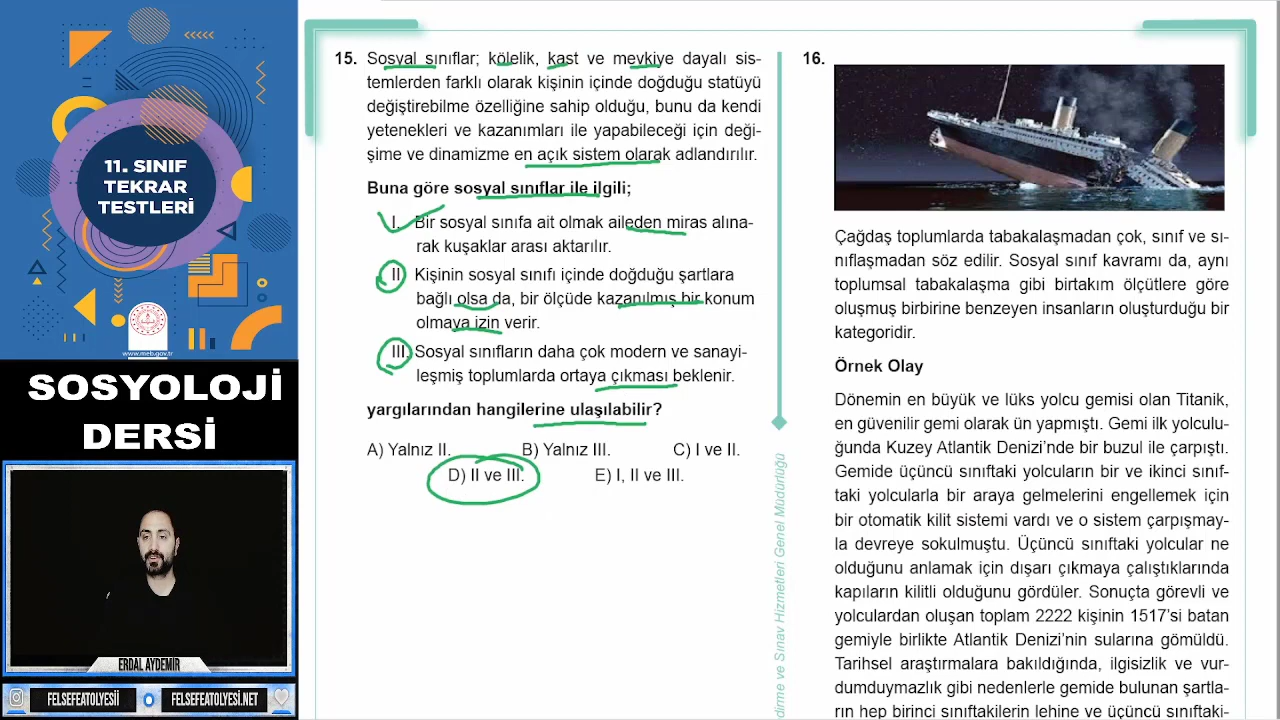 11. SINIF
TEKRAR
TESTLERİ
www.meb.gov.tr
SOSYOLOJİ
DERSİ
ERDAL AYDEMİR
FELSEFEATOLYESİİ
FELSEFEATOLYESİ.NET
15. Sosyal sınıflar; kölelik, kast ve mevkiye dayalı sis-
temlerden farklı olarak kişinin içinde doğduğu statüyü
değiştirebilme özelliğine sahip olduğu, bunu da kendi
yetenekleri ve kazanımları ile yapabileceği için deği-
şime ve dinamizme en açık sistem olarak adlandırılır.
Buna göre sosyal sınıflar ile ilgili;
I. Bir sosyal sınıfa ait olmak aileden miras alına-
rak kuşaklar arası aktarılır.
II Kişinin sosyal sınıfı içinde doğduğu şartlara
bağlı olsa da, bir ölçüde kazanılmış bir konum
olmaya izin verir.
III. Sosyal sınıfların daha çok modern ve sanayi-
leşmiş toplumlarda ortaya çıkması beklenir.
yargılarından hangilerine ulaşılabilir?
A) Yalnız II. B) Yalnız III. C) I ve II.
D) II ve III. E) I, II ve III.
dirme ve Sınav Hizmetleri Genel Müdürlüğü
16.
Çağdaş toplumlarda tabakalaşmadan çok, sınıf ve sı-
nıflaşmadan söz edilir. Sosyal sınıf kavramı da, aynı
toplumsal tabakalaşma gibi birtakım ölçütlere göre
oluşmuş birbirine benzeyen insanların oluşturduğu bir
kategoridir.
Örnek Olay
Dönemin en büyük ve lüks yolcu gemisi olan Titanik,
en güvenilir gemi olarak ün yapmıştı. Gemi ilk yolculu-
ğunda Kuzey Atlantik Denizi’nde bir buzul ile çarpıştı.
Gemide üçüncü sınıftaki yolcuların bir ve ikinci sınıf-
taki yolcularla bir araya gelmelerini engellemek için
bir otomatik kilit sistemi vardı ve o sistem çarpışmay-
la devreye sokulmuştu. Üçüncü sınıftaki yolcular ne
olduğunu anlamak için dışarı çıkmaya çalıştıklarında
kapıların kilitli olduğunu gördüler. Sonuçta görevli ve
yolculardan oluşan toplam 2222 kişinin 1517’si batan
gemiyle birlikte Atlantik Denizi’nin sularına gömüldü.
Tarihsel araştırmalara bakıldığında, ilgisizlik ve vur-
dumduymazlık gibi nedenlerle gemide bulunan şansla-
rın hep birinci sınıftakilerin lehine ve üçüncü sınıftaki-